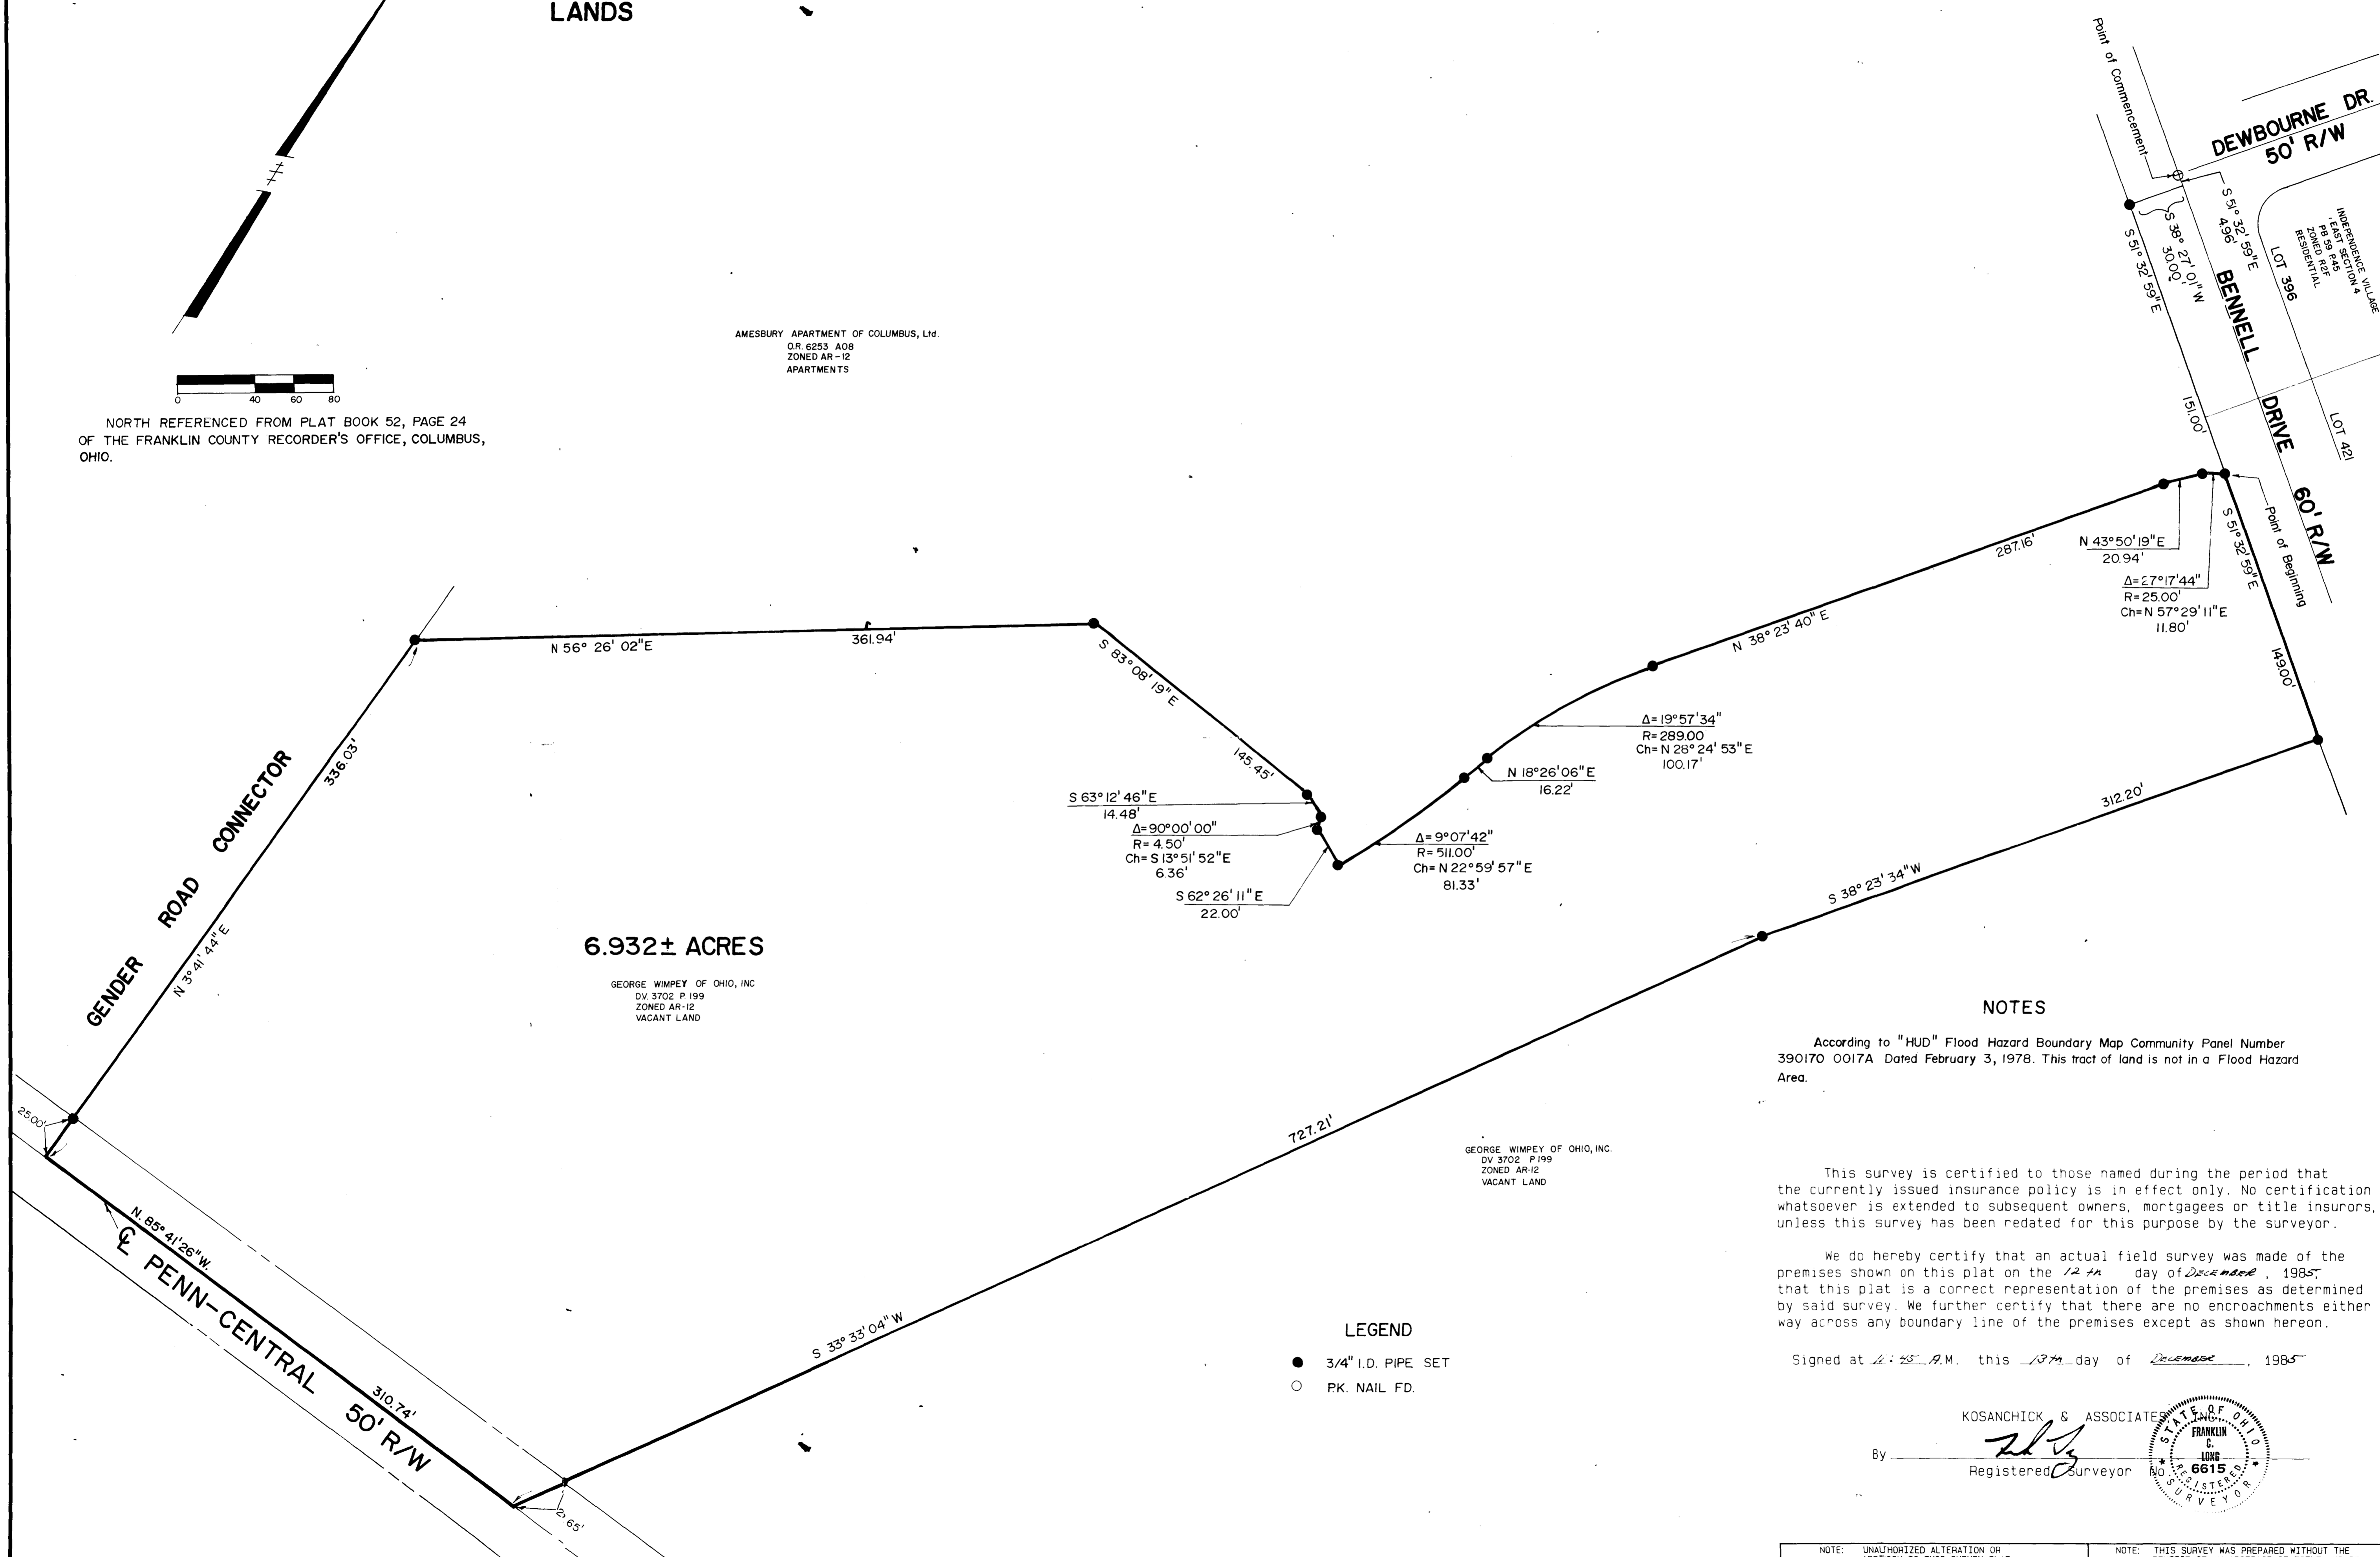 LANDS
0 40 60 80
NORTH REFERENCED FROM PLAT BOOK 52, PAGE 24
OF THE FRANKLIN COUNTY RECORDER'S OFFICE, COLUMBUS,
OHIO.
AMESBURY APARTMENT OF COLUMBUS, Ltd.
O.R. 6253 A08
ZONED AR-12
APARTMENTS
Point of Commencement
DEWBOURNE DR.
50' R/W
S 51° 32' 59"E
4.96'
S 38° 27' 01" W
30.00'
INDEPENDENCE VILLAGE
EAST SECTION 4
PB 59 P45
ZONED R2F
RESIDENTIAL
LOT 396
LOT 421
BENNELL DRIVE 60' R/W
S 51° 32' 59"E
151.00'
Point of Beginning
S 51° 32' 59"E
149.00'
N 43°50'19"E
20.94'
Δ=27°17'44"
R=25.00'
Ch=N 57°29'11"E
11.80'
287.16'
N 38° 23' 40" E
Δ=19°57'34"
R=289.00
Ch=N 28°24'53"E
100.17'
N 18°26'06"E
16.22'
Δ=9°07'42"
R=511.00'
Ch=N 22°59'57"E
81.33'
N 56° 26' 02"E
361.94'
S 83° 08' 19" E
145.45'
S 63°12'46"E
14.48'
Δ=90°00'00"
R= 4.50'
Ch= S 13°51'52"E
6.36'
S 62°26'11"E
22.00'
312.20'
S 38° 23' 34"W
GENDER ROAD CONNECTOR
336.03'
N 3°41'44"E
6.932± ACRES
GEORGE WIMPEY OF OHIO, INC
DV. 3702 P. 199
ZONED AR-12
VACANT LAND
25.00'
N. 85°41'26"W.
310.74'
℄ PENN-CENTRAL 50' R/W
727.21'
S 33° 33' 04" W
GEORGE WIMPEY OF OHIO, INC.
DV 3702 P 199
ZONED AR-12
VACANT LAND
LEGEND
3/4" I.D. PIPE SET
P.K. NAIL FD.
NOTES
According to "HUD" Flood Hazard Boundary Map Community Panel Number
390170 0017A Dated February 3, 1978. This tract of land is not in a Flood Hazard
Area.
This survey is certified to those named during the period that
the currently issued insurance policy is in effect only. No certification
whatsoever is extended to subsequent owners, mortgagees or title insurors,
unless this survey has been redated for this purpose by the surveyor.
We do hereby certify that an actual field survey was made of the
premises shown on this plat on the 12th day of DECEMBER, 1985,
that this plat is a correct representation of the premises as determined
by said survey. We further certify that there are no encroachments either
way across any boundary line of the premises except as shown hereon.
Signed at 11:45 A.M. this 13th day of DECEMBER, 1985
KOSANCHICK & ASSOCIATES INC.
By
Registered Surveyor No. 6615
STATE OF OHIO
FRANKLIN
C.
LONG
6615
REGISTERED
SURVEYOR
NOTE: UNAUTHORIZED ALTERATION OR
NOTE: THIS SURVEY WAS PREPARED WITHOUT THE